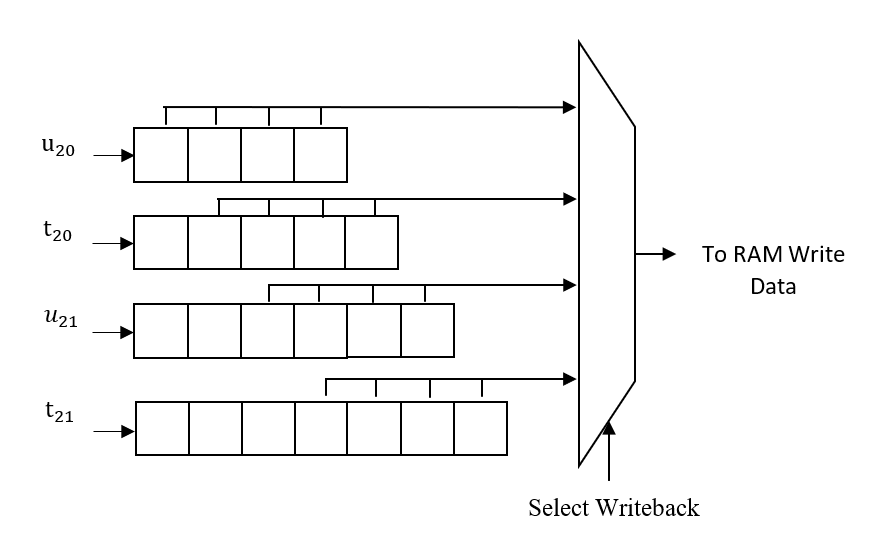 u₂₀
t₂₀
To RAM Write
Data
𝑢₂₁
t₂₁
Select Writeback